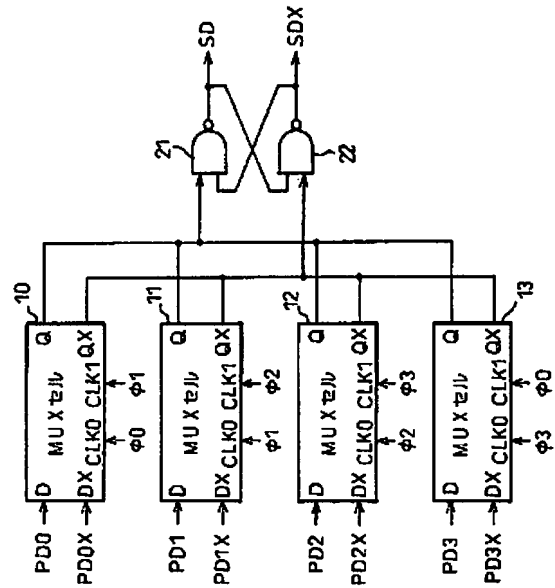 10
PD0
D
Q
MUXセル
PD0X
DX
CLK0
CLK1
QX
φ0
φ1
11
PD1
D
Q
MUXセル
PD1X
DX
CLK0
CLK1
QX
φ1
φ2
12
PD2
D
Q
MUXセル
PD2X
DX
CLK0
CLK1
QX
φ2
φ3
13
PD3
D
Q
MUXセル
PD3X
DX
CLK0
CLK1
QX
φ3
φ0
21
SD
22
SDX